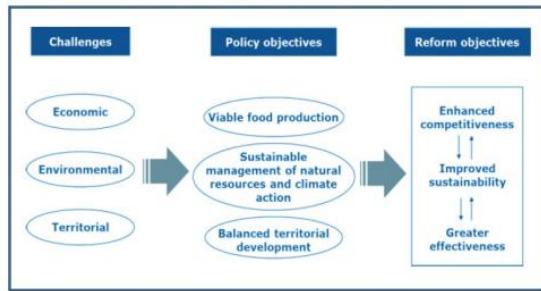 Challenges
Policy objectives
Reform objectives
Economic
Environmental
Territorial
Viable food production
Sustainable
management of natural
resources and climate
action
Balanced territorial
development
Enhanced
competitiveness
Improved
sustainability
Greater
effectiveness